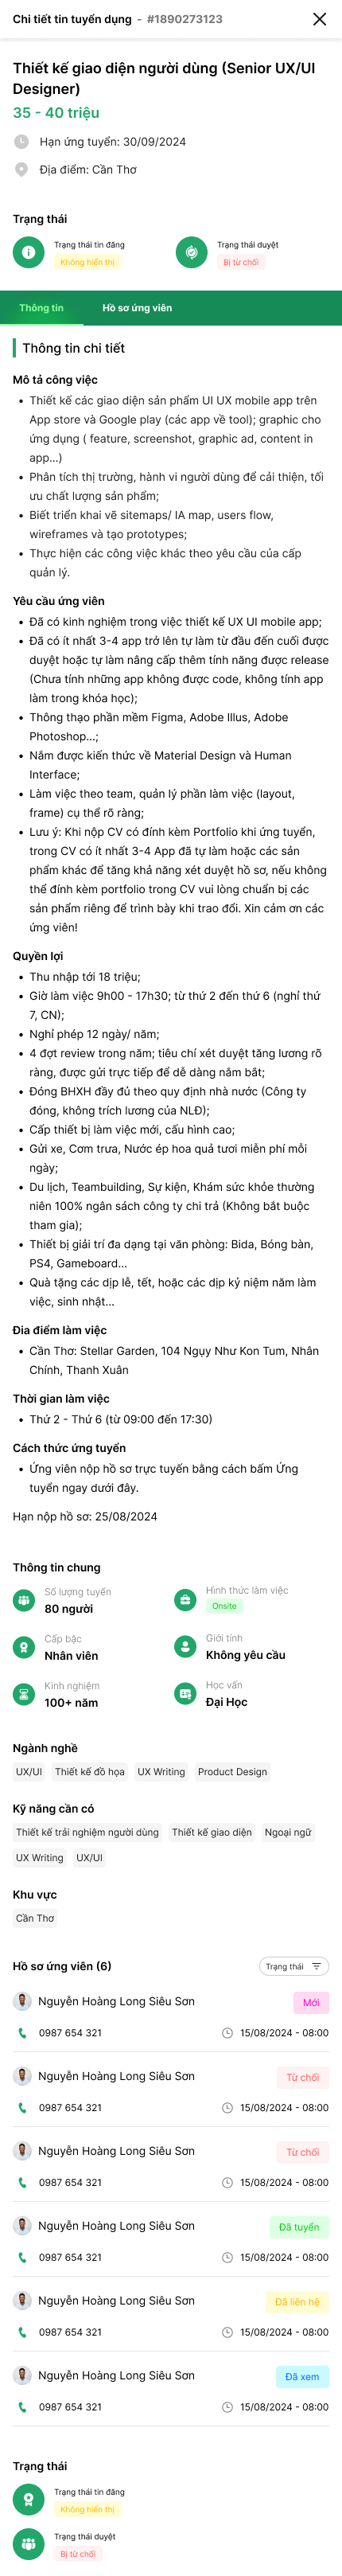 Chi tiết tin tuyển dụng - #1890273123
Thiết kế giao diện người dùng (Senior UX/UI
Designer)
35 - 40 triệu
Hạn ứng tuyển: 30/09/2024
Địa điểm: Cần Thơ
Trạng thái
Trạng thái tin đăng
Không hiển thị
Trạng thái duyệt
Bị từ chối
Thông tin
Hồ sơ ứng viên
Thông tin chi tiết
Mô tả công việc
• Thiết kế các giao diện sản phẩm UI UX mobile app trên
App store và Google play (các app về tool); graphic cho
ứng dụng ( feature, screenshot, graphic ad, content in
app...)
• Phân tích thị trường, hành vi người dùng để cải thiện, tối
ưu chất lượng sản phẩm;
• Biết triển khai vẽ sitemaps/ IA map, users flow,
wireframes và tạo prototypes;
• Thực hiện các công việc khác theo yêu cầu của cấp
quản lý.
Yêu cầu ứng viên
• Đã có kinh nghiệm trong việc thiết kế UX UI mobile app;
• Đã có ít nhất 3-4 app trở lên tự làm từ đầu đến cuối được
duyệt hoặc tự làm nâng cấp thêm tính năng được release
(Chưa tính những app không được code, không tính app
làm trong khóa học);
• Thông thạo phần mềm Figma, Adobe Illus, Adobe
Photoshop...;
• Nắm được kiến thức về Material Design và Human
Interface;
• Làm việc theo team, quản lý phần làm việc (layout,
frame) cụ thể rõ ràng;
• Lưu ý: Khi nộp CV có đính kèm Portfolio khi ứng tuyển,
trong CV có ít nhất 3-4 App đã tự làm hoặc các sản
phẩm khác để tăng khả năng xét duyệt hồ sơ, nếu không
thể đính kèm portfolio trong CV vui lòng chuẩn bị các
sản phẩm riêng để trình bày khi trao đổi. Xin cảm ơn các
ứng viên!
Quyền lợi
• Thu nhập tới 18 triệu;
• Giờ làm việc 9h00 - 17h30; từ thứ 2 đến thứ 6 (nghỉ thứ
7, CN);
• Nghỉ phép 12 ngày/ năm;
• 4 đợt review trong năm; tiêu chí xét duyệt tăng lương rõ
ràng, được gửi trực tiếp để dễ dàng nắm bắt;
• Đóng BHXH đầy đủ theo quy định nhà nước (Công ty
đóng, không trích lương của NLĐ);
• Cấp thiết bị làm việc mới, cấu hình cao;
• Gửi xe, Cơm trưa, Nước ép hoa quả tươi miễn phí mỗi
ngày;
• Du lịch, Teambuilding, Sự kiện, Khám sức khỏe thường
niên 100% ngân sách công ty chi trả (Không bắt buộc
tham gia);
• Thiết bị giải trí đa dạng tại văn phòng: Bida, Bóng bàn,
PS4, Gameboard...
• Quà tặng các dịp lễ, tết, hoặc các dịp kỷ niệm năm làm
việc, sinh nhật...
Đia điểm làm việc
• Cần Thơ: Stellar Garden, 104 Ngụy Như Kon Tum, Nhân
Chính, Thanh Xuân
Thời gian làm việc
• Thứ 2 - Thứ 6 (từ 09:00 đến 17:30)
Cách thức ứng tuyển
• Ứng viên nộp hồ sơ trực tuyến bằng cách bấm Ứng
tuyển ngay dưới đây.
Hạn nộp hồ sơ: 25/08/2024
Thông tin chung
Số lượng tuyển
80 người
Hình thức làm việc
Onsite
Cấp bậc
Nhân viên
Giới tính
Không yêu cầu
Kinh nghiệm
100+ năm
Học vấn
Đại Học
Ngành nghề
UX/UI Thiết kế đồ họa UX Writing Product Design
Kỹ năng cần có
Thiết kế trải nghiệm người dùng Thiết kế giao diện Ngoại ngữ
UX Writing UX/UI
Khu vực
Cần Thơ
Hồ sơ ứng viên (6) Trạng thái
Nguyễn Hoàng Long Siêu Sơn Mới
0987 654 321 15/08/2024 - 08:00
Nguyễn Hoàng Long Siêu Sơn Từ chối
0987 654 321 15/08/2024 - 08:00
Nguyễn Hoàng Long Siêu Sơn Từ chối
0987 654 321 15/08/2024 - 08:00
Nguyễn Hoàng Long Siêu Sơn Đã tuyển
0987 654 321 15/08/2024 - 08:00
Nguyễn Hoàng Long Siêu Sơn Đã liên hệ
0987 654 321 15/08/2024 - 08:00
Nguyễn Hoàng Long Siêu Sơn Đã xem
0987 654 321 15/08/2024 - 08:00
Trạng thái
Trạng thái tin đăng
Không hiển thị
Trạng thái duyệt
Bị từ chối